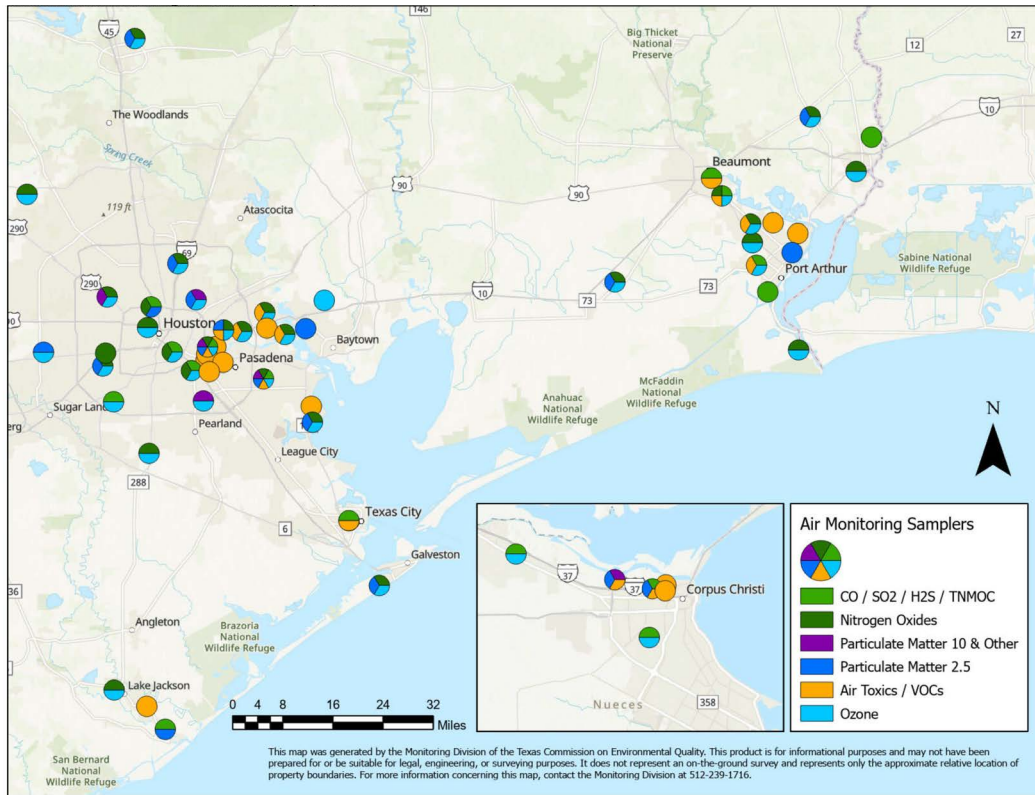 146
45
Big Thicket
National
Preserve
12
27
The Woodlands
10
Spring Creek
Beaumont
90
90
119 ft
Atascocita
290
69
290
10
73
73
Port Arthur
Sabine National
Wildlife Refuge
90
Houston
Baytown
Pasadena
McFaddin
National
Wildlife Refuge
Anahuac
National
Wildlife Refuge
Sugar Land
erg
Pearland
1
League City
N
288
6
Texas City
Galveston
36
Angleton
Brazoria
National
Wildlife Refuge
Lake Jackson
San Bernard
National
Wildlife Refuge
0 4 8 16 24 32
Miles
37
37
Corpus Christi
Nueces
358
Air Monitoring Samplers
CO / SO2 / H2S / TNMOC
Nitrogen Oxides
Particulate Matter 10 & Other
Particulate Matter 2.5
Air Toxics / VOCs
Ozone
This map was generated by the Monitoring Division of the Texas Commission on Environmental Quality. This product is for informational purposes and may not have been
prepared for or be suitable for legal, engineering, or surveying purposes. It does not represent an on-the-ground survey and represents only the approximate relative location of
property boundaries. For more information concerning this map, contact the Monitoring Division at 512-239-1716.